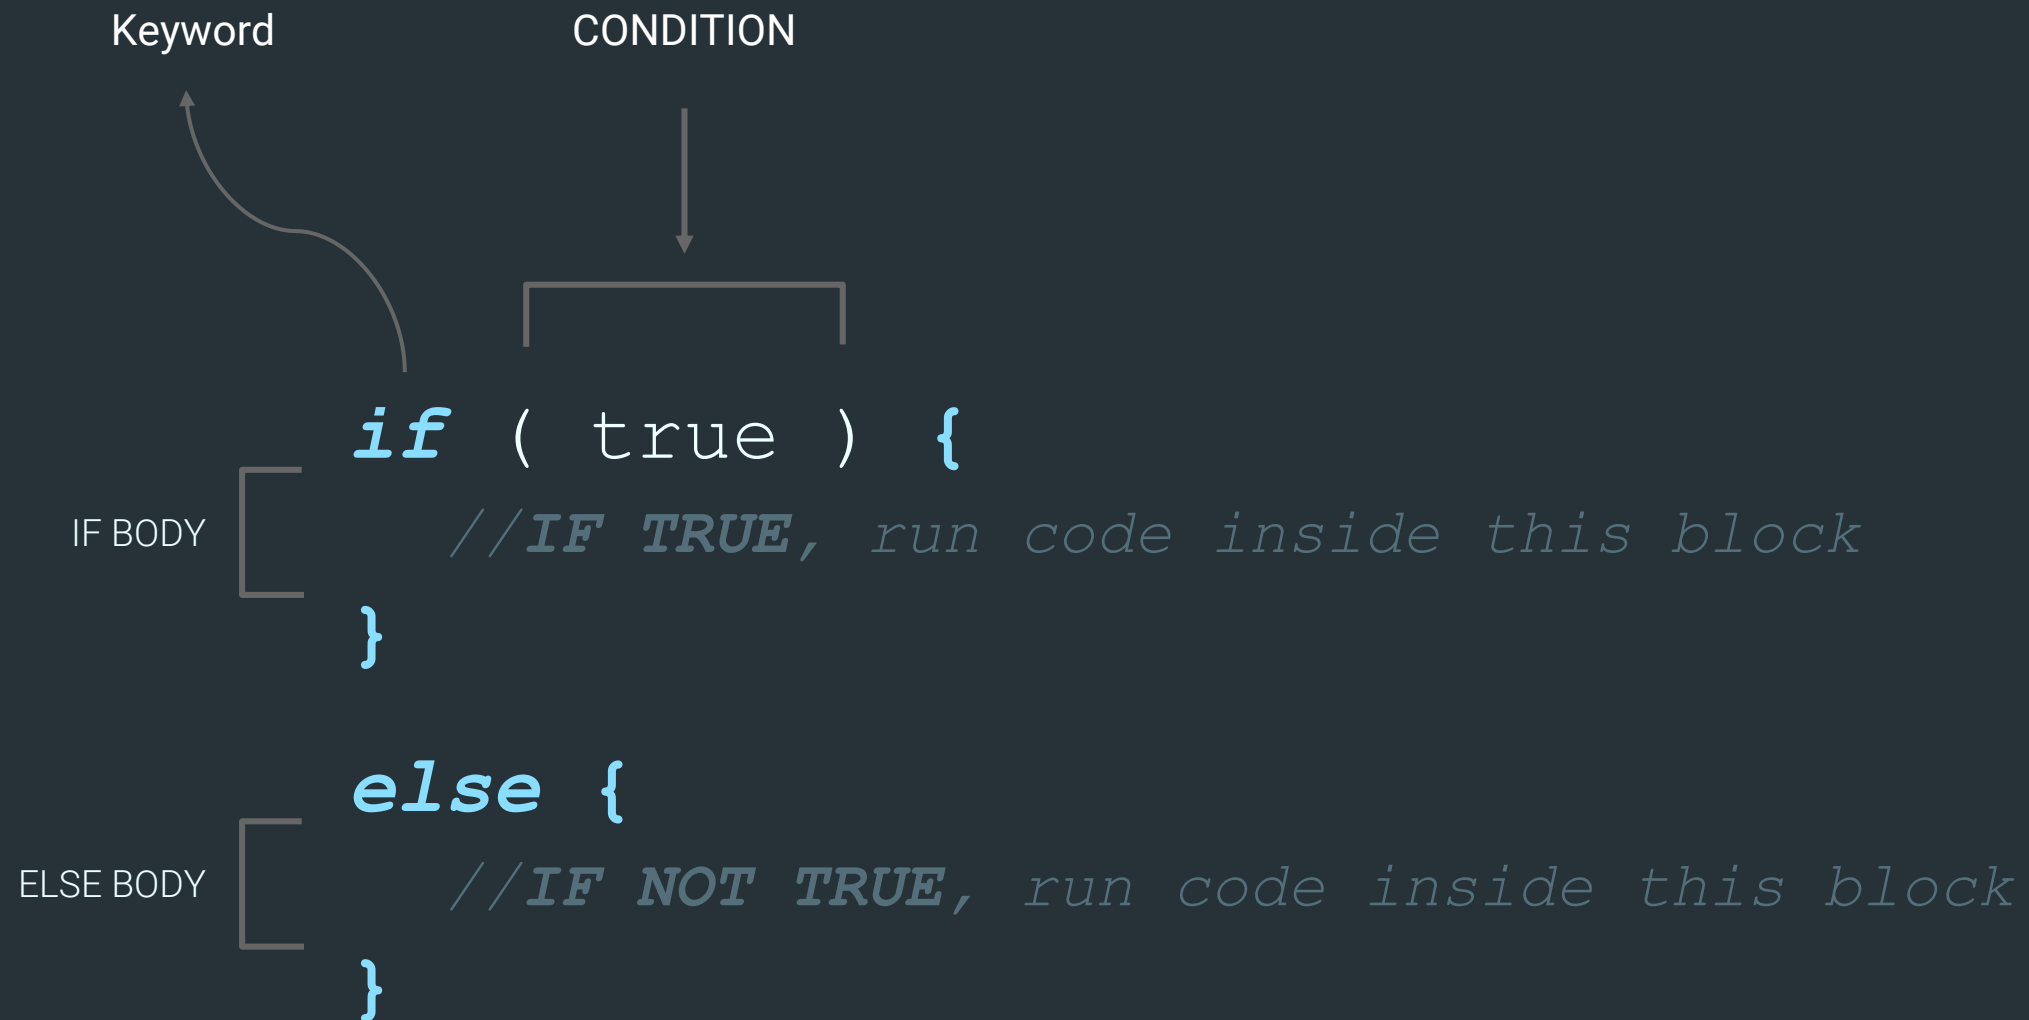 Keyword
CONDITION
if ( true ) {
IF BODY
//IF TRUE, run code inside this block
}
else {
ELSE BODY
//IF NOT TRUE, run code inside this block
}